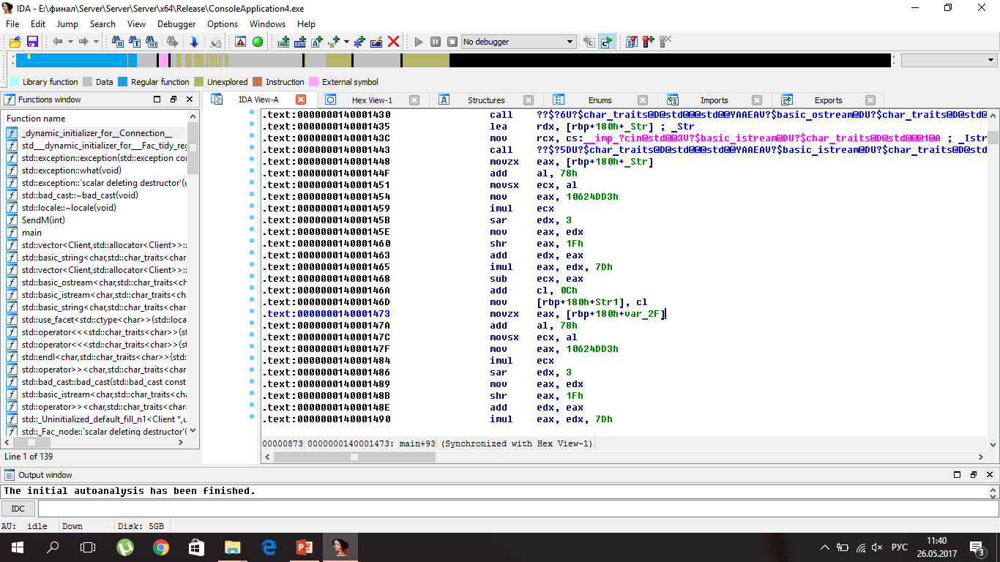 IDA - E:\финал\Server\Server\Server\x64\Release\ConsoleApplication4.exe
File Edit Jump Search View Debugger Options Windows Help
No debugger
Library function Data Regular function Unexplored Instruction External symbol
Functions window
IDA View-A Hex View-1 Structures Enums Imports Exports
Function name
_dynamic_initializer_for__Connection__
std___dynamic_initializer_for___Fac_tidy_reg
std::exception::exception(std::exception con
std::exception::what(void)
std::exception::`scalar deleting destructor'(u
std::bad_cast::~bad_cast(void)
std::locale::~locale(void)
SendM(int)
main
std::vector<Client,std::allocator<Client>>::
std::basic_string<char,std::char_traits<char
std::vector<Client,std::allocator<Client>>::
std::basic_ostream<char,std::char_traits<ch
std::basic_istream<char,std::char_traits<cha
std::basic_string<char,std::char_traits<char
std::use_facet<std::ctype<char>>(std::loca
std::operator<<<std::char_traits<char>>(st
std::operator<<<std::char_traits<char>>(st
std::endl<char,std::char_traits<char>>(std:
std::operator>><char,std::char_traits<char
std::bad_cast::bad_cast(std::bad_cast const
std::basic_istream<char,std::char_traits<cha
std::operator>><char,std::char_traits<char>
std::_Uninitialized_default_fill_n1<Client *,u
std::_Fac_node::`scalar deleting destructor'(
Line 1 of 139
.text:0000000140001430 call ??$?6U?$char_traits@D@std@@@std@@YAAEAV?$basic_ostream@DU?$char_traits@D@std@
.text:0000000140001435 lea rdx, [rbp+180h+_Str] ; _Str
.text:000000014000143C mov rcx, cs:__imp_?cin@std@@3V?$basic_istream@DU?$char_traits@D@std@@@1@A ; _Istr
.text:0000000140001443 call ??$?5DU?$char_traits@D@std@@@std@@YAAEAV?$basic_istream@DU?$char_traits@D@std
.text:0000000140001448 movzx eax, [rbp+180h+_Str]
.text:000000014000144F add al, 78h
.text:0000000140001451 movsx ecx, al
.text:0000000140001454 mov eax, 10624DD3h
.text:0000000140001459 imul ecx
.text:000000014000145B sar edx, 3
.text:000000014000145E mov eax, edx
.text:0000000140001460 shr eax, 1Fh
.text:0000000140001463 add edx, eax
.text:0000000140001465 imul eax, edx, 7Dh
.text:0000000140001468 sub ecx, eax
.text:000000014000146A add cl, 0Ch
.text:000000014000146D mov [rbp+180h+Str1], cl
.text:0000000140001473 movzx eax, [rbp+180h+var_2F]
.text:000000014000147A add al, 78h
.text:000000014000147C movsx ecx, al
.text:000000014000147F mov eax, 10624DD3h
.text:0000000140001484 imul ecx
.text:0000000140001486 sar edx, 3
.text:0000000140001489 mov eax, edx
.text:000000014000148B shr eax, 1Fh
.text:000000014000148E add edx, eax
.text:0000000140001490 imul eax, edx, 7Dh
00000873 0000000140001473: main+93 (Synchronized with Hex View-1)
Output window
The initial autoanalysis has been finished.
IDC
AU: idle Down Disk: 5GB
РУС
11:40
26.05.2017
3